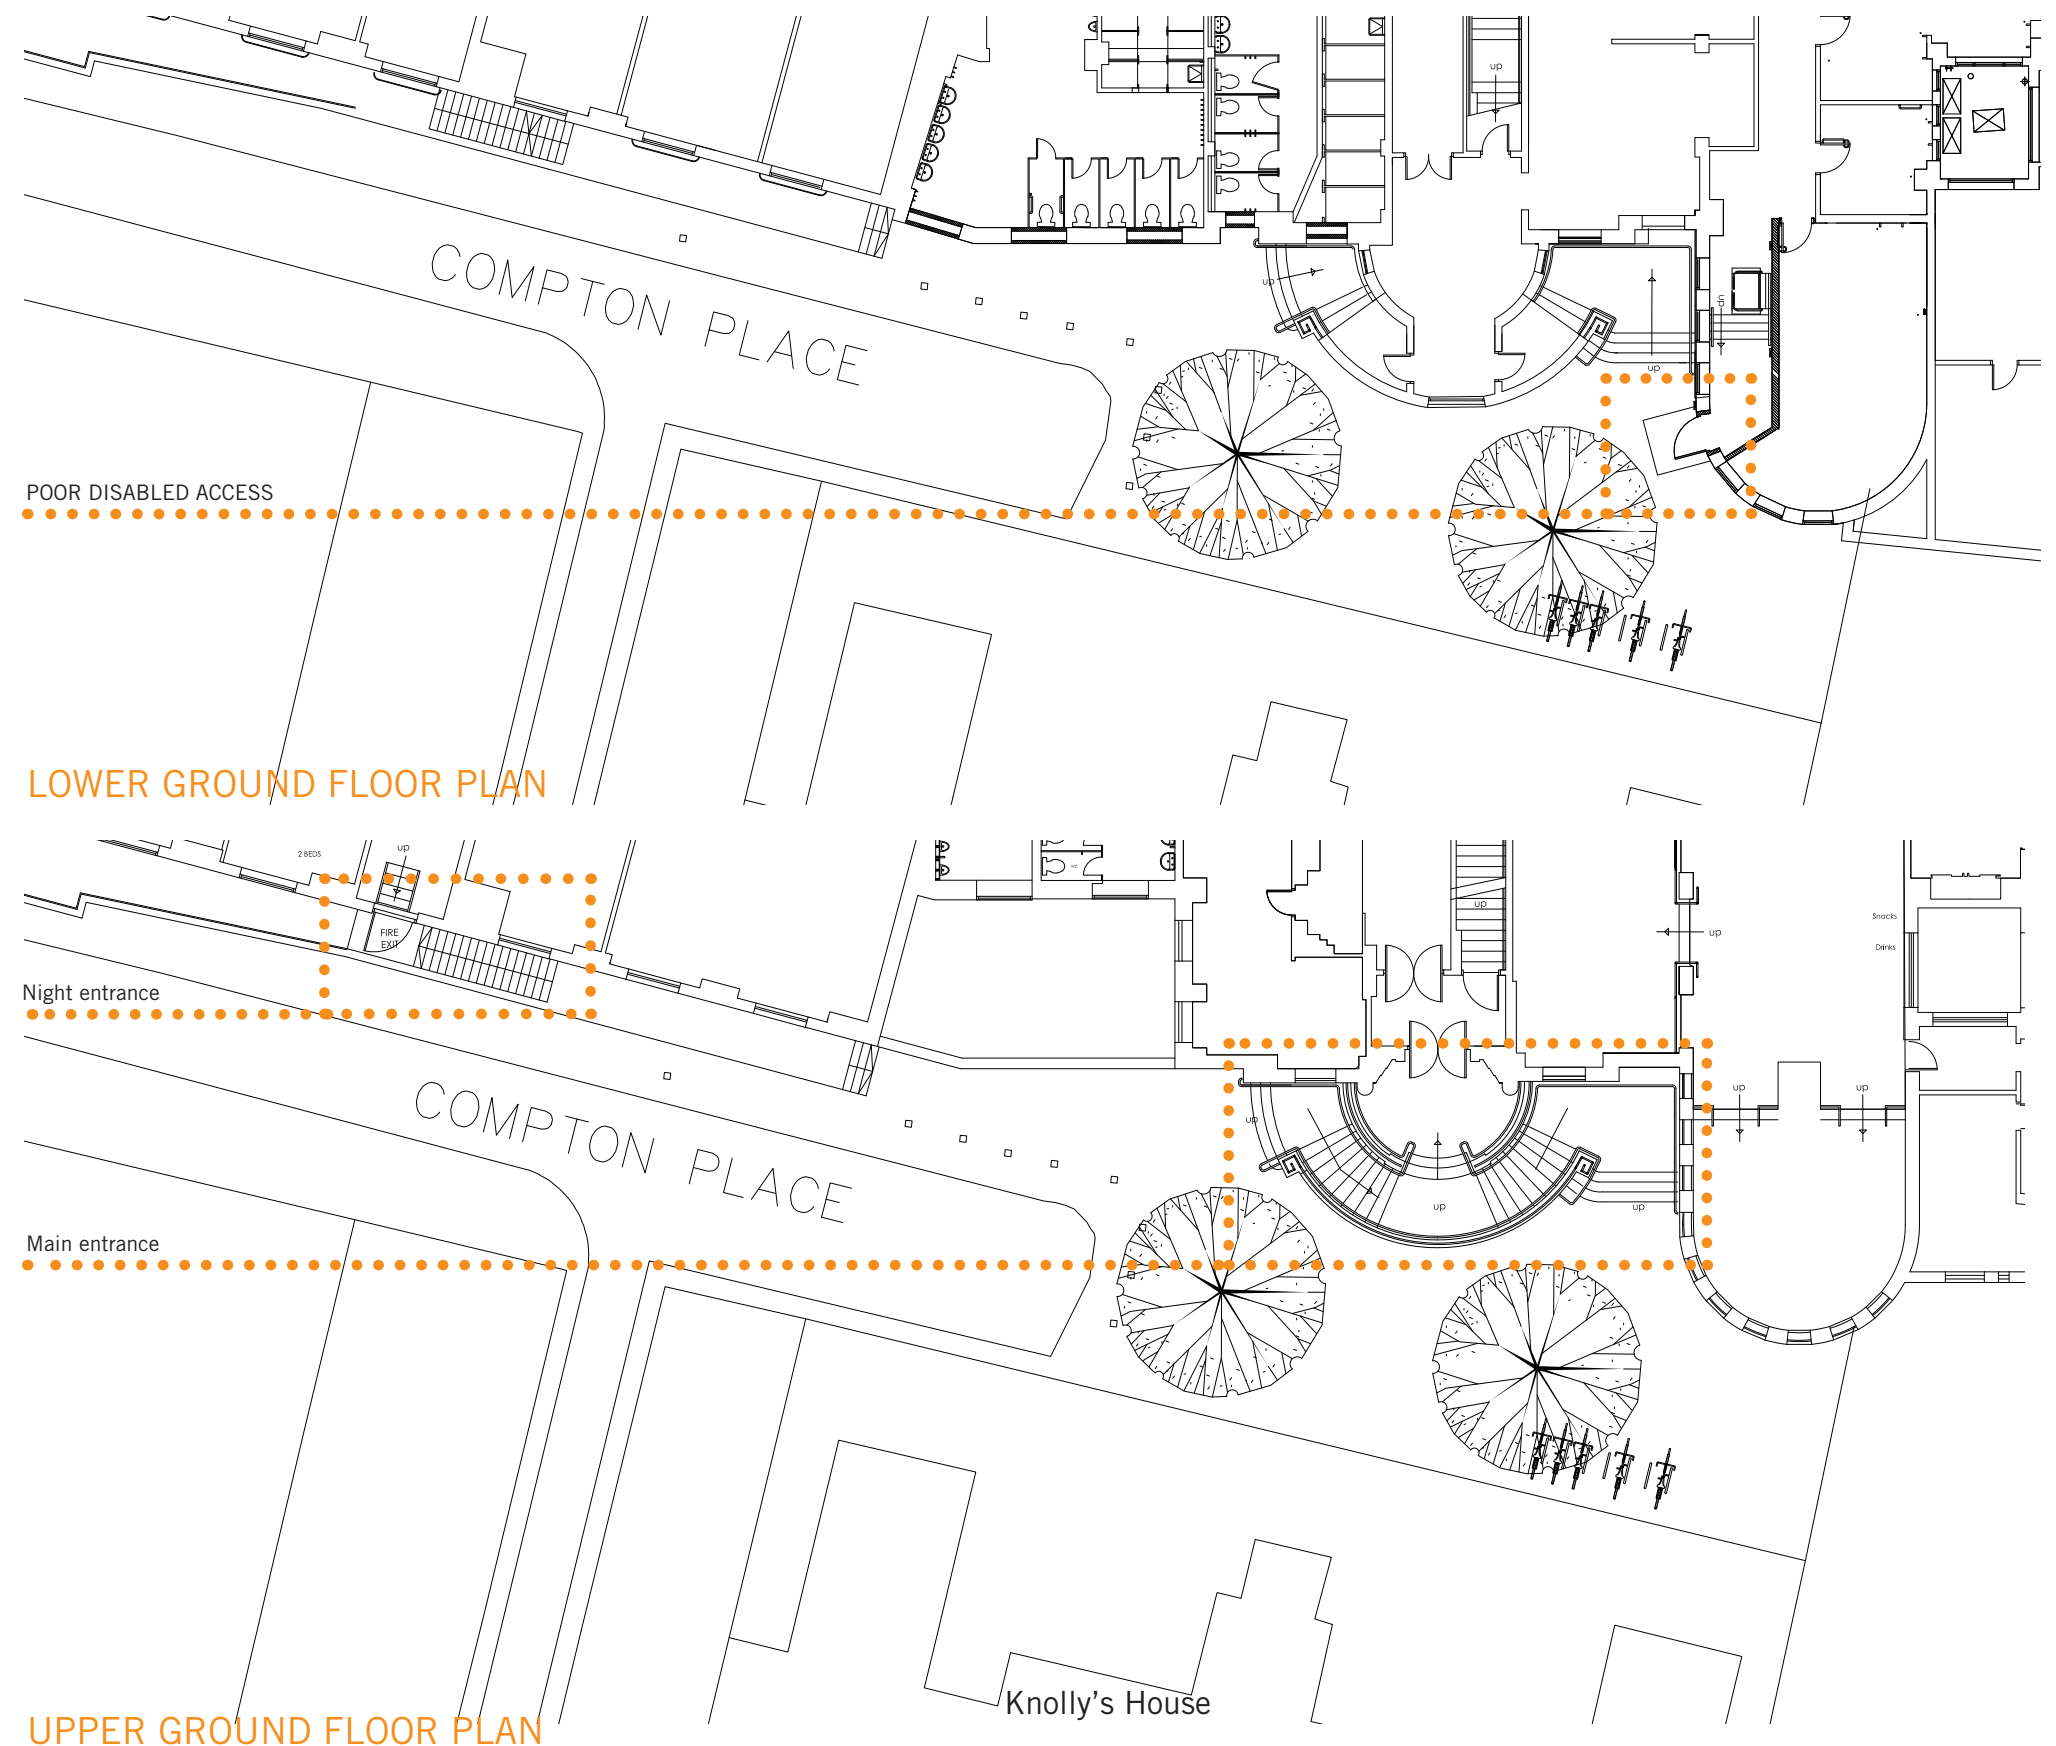 up
COMPTON PLACE
up
up
up
POOR DISABLED ACCESS
LOWER GROUND FLOOR PLAN
2 BEDS
up
FIRE
EXIT
up
Snacks
up
Drinks
Night entrance
COMPTON PLACE
up
up
up
up
up
Main entrance
Knolly's House
UPPER GROUND FLOOR PLAN